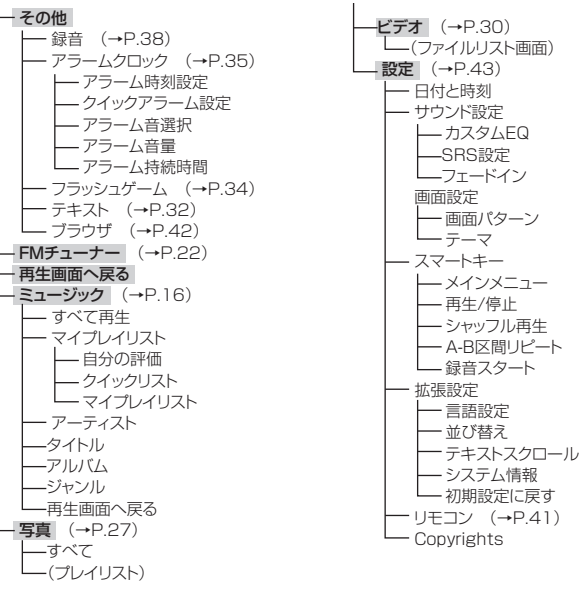 その他
録音 (→P.38)
アラームクロック (→P.35)
アラーム時刻設定
クイックアラーム設定
アラーム音選択
アラーム音量
アラーム持続時間
フラッシュゲーム (→P.34)
テキスト (→P.32)
ブラウザ (→P.42)
FMチューナー (→P.22)
再生画面へ戻る
ミュージック (→P.16)
すべて再生
マイプレイリスト
自分の評価
クイックリスト
マイプレイリスト
アーティスト
タイトル
アルバム
ジャンル
再生画面へ戻る
写真 (→P.27)
すべて
(プレイリスト)
ビデオ (→P.30)
(ファイルリスト画面)
設定 (→P.43)
日付と時刻
サウンド設定
カスタムEQ
SRS設定
フェードイン
画面設定
画面パターン
テーマ
スマートキー
メインメニュー
再生/停止
シャッフル再生
A-B区間リピート
録音スタート
拡張設定
言語設定
並び替え
テキストスクロール
システム情報
初期設定に戻す
リモコン (→P.41)
Copyrights